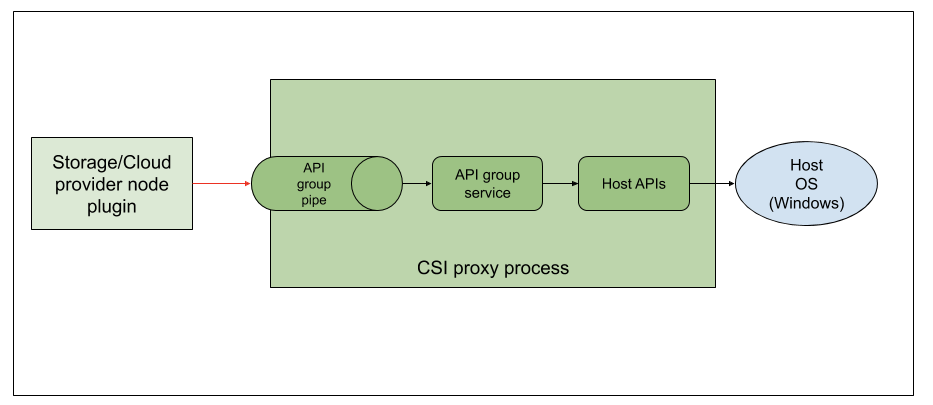 Storage/Cloud
provider node
plugin
API
group
pipe
API group
service
Host APIs
Host
OS
(Windows)
CSI proxy process